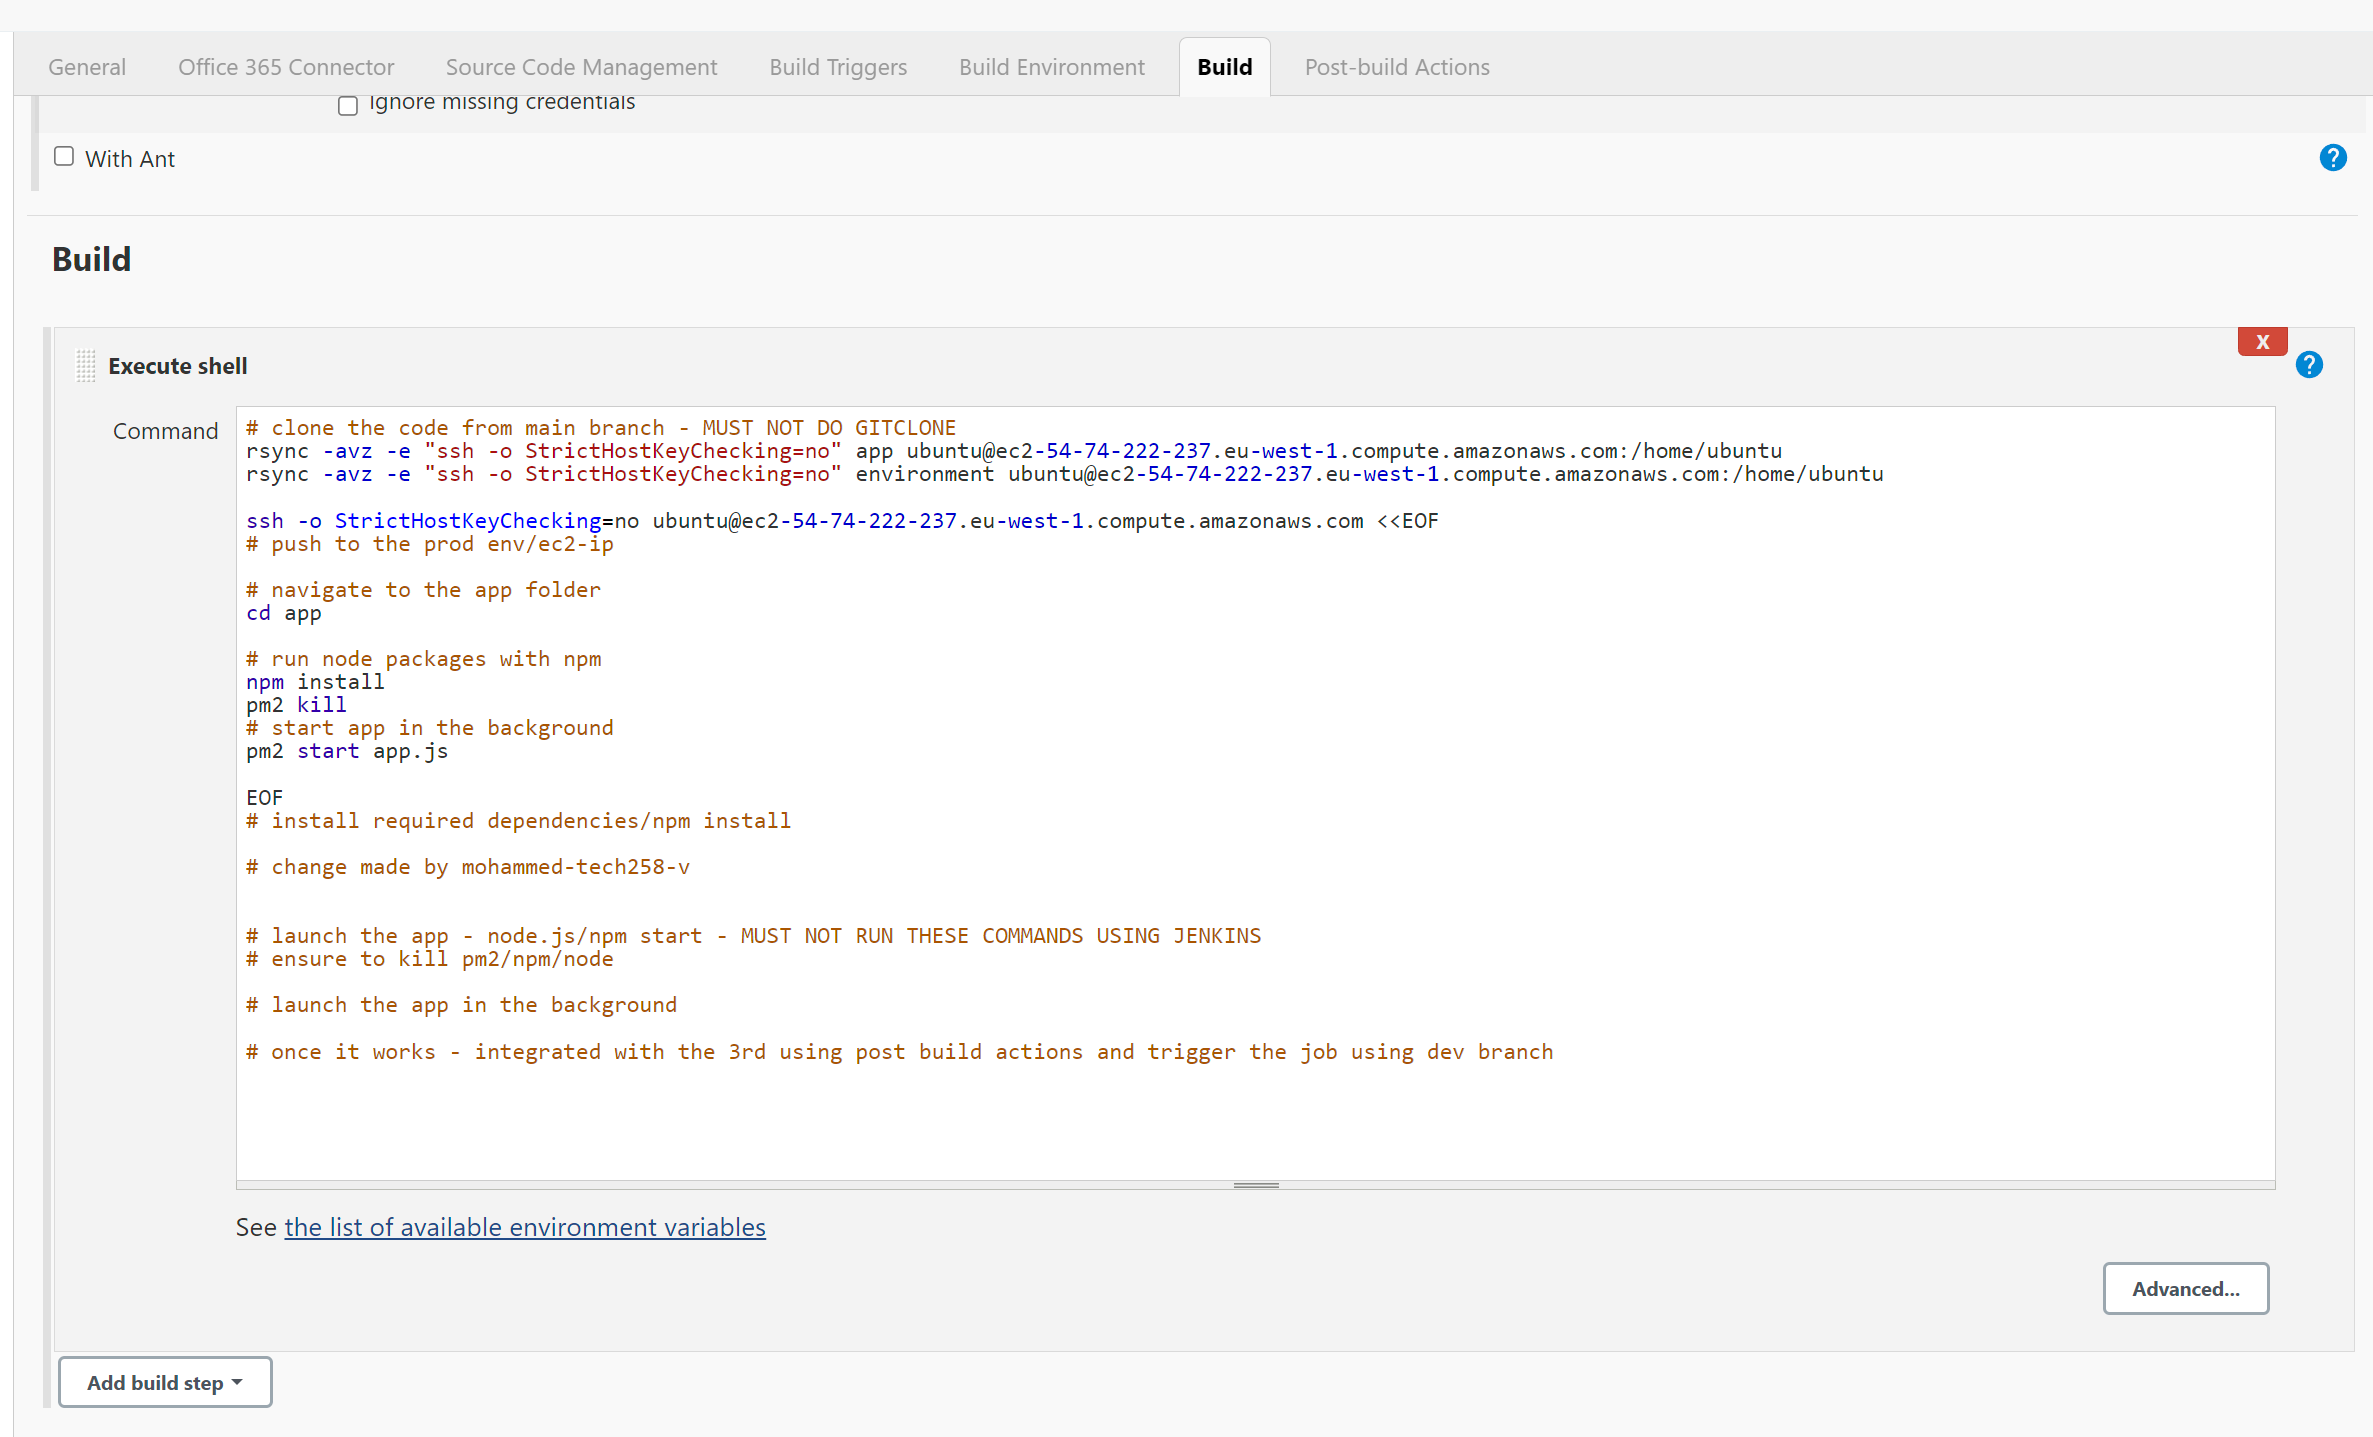 General Office 365 Connector Source Code Management Build Triggers Build Environment Build Post-build Actions
Ignore missing credentials
With Ant
?
Build
X
Execute shell
?
Command
# clone the code from main branch - MUST NOT DO GITCLONE
rsync -avz -e "ssh -o StrictHostKeyChecking=no" app ubuntu@ec2-54-74-222-237.eu-west-1.compute.amazonaws.com:/home/ubuntu
rsync -avz -e "ssh -o StrictHostKeyChecking=no" environment ubuntu@ec2-54-74-222-237.eu-west-1.compute.amazonaws.com:/home/ubuntu
ssh -o StrictHostKeyChecking=no ubuntu@ec2-54-74-222-237.eu-west-1.compute.amazonaws.com <<EOF
# push to the prod env/ec2-ip
# navigate to the app folder
cd app
# run node packages with npm
npm install
pm2 kill
# start app in the background
pm2 start app.js
EOF
# install required dependencies/npm install
# change made by mohammed-tech258-v
# launch the app - node.js/npm start - MUST NOT RUN THESE COMMANDS USING JENKINS
# ensure to kill pm2/npm/node
# launch the app in the background
# once it works - integrated with the 3rd using post build actions and trigger the job using dev branch
See the list of available environment variables
Advanced...
Add build step